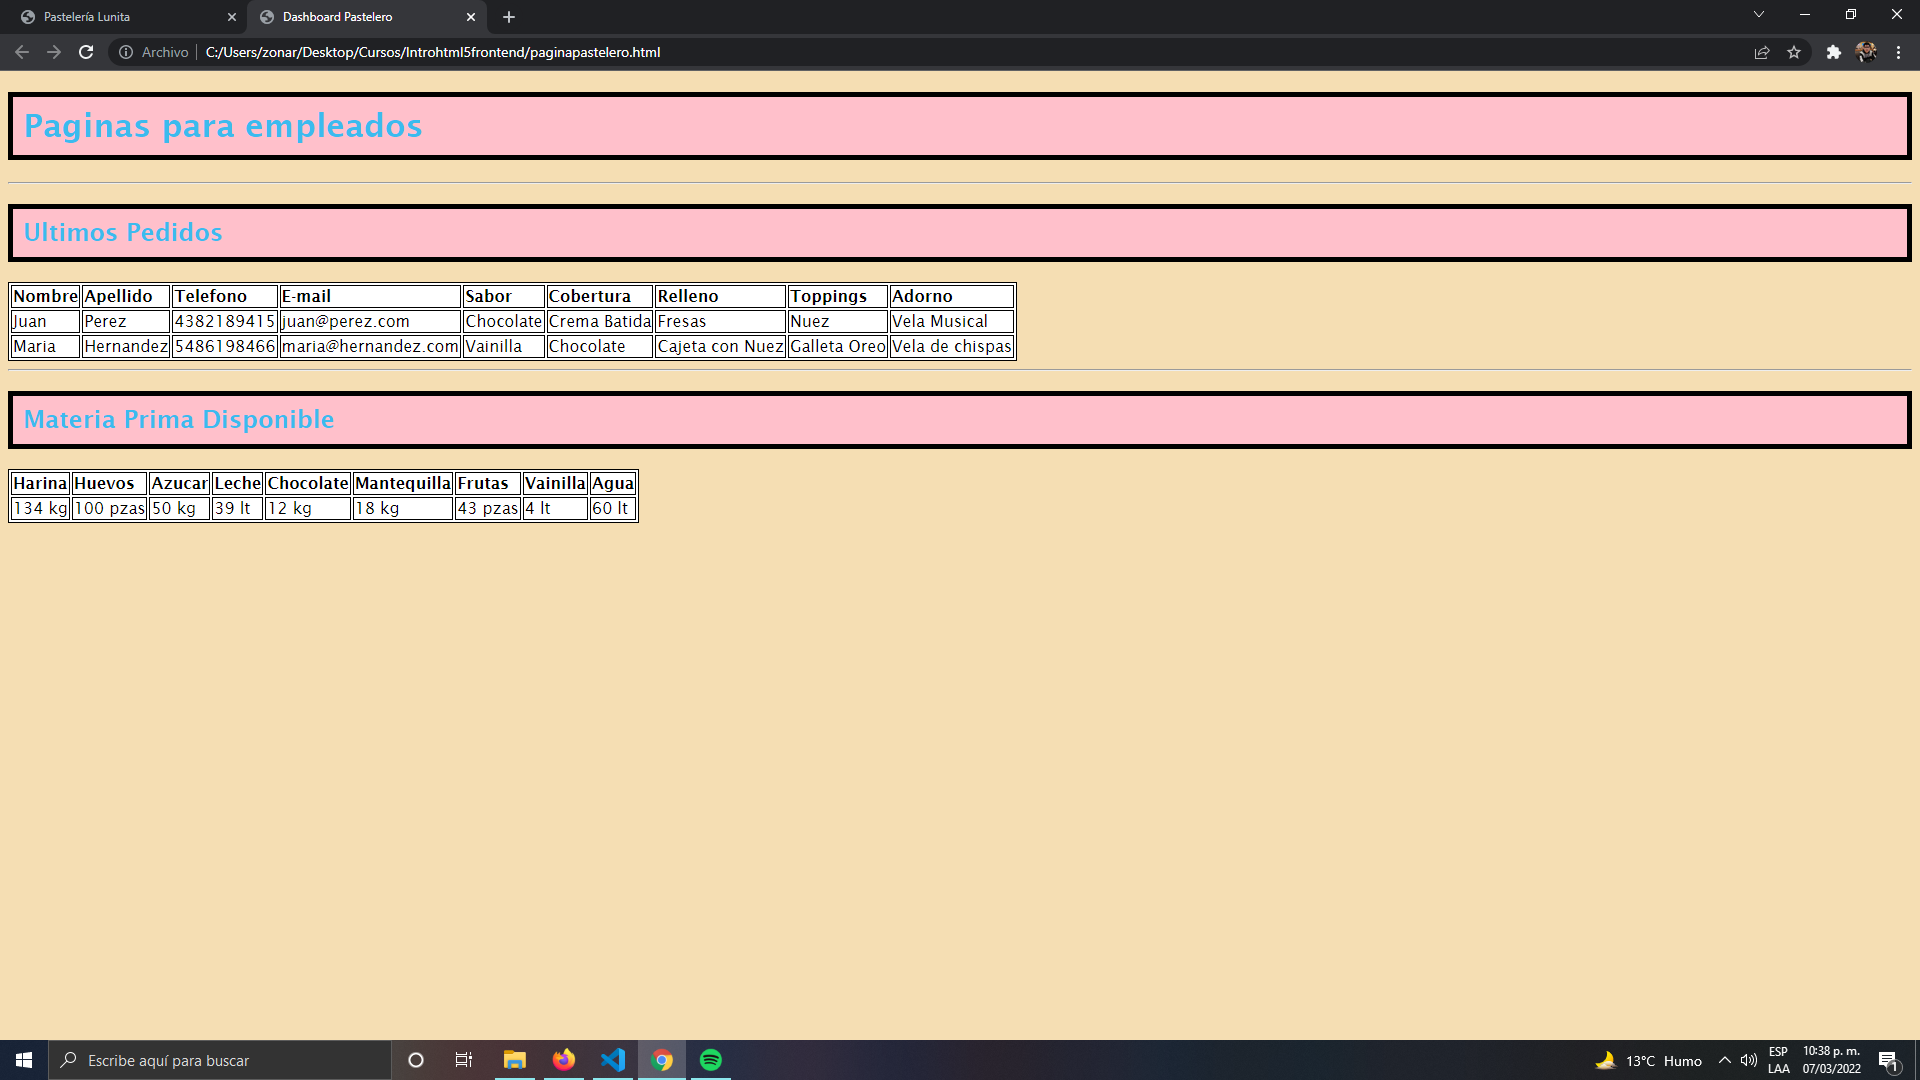 Pastelería Lunita
Dashboard Pastelero
Archivo | C:/Users/zonar/Desktop/Cursos/Introhtml5frontend/paginapastelero.html
Paginas para empleados
Ultimos Pedidos
Nombre Apellido Telefono E-mail Sabor Cobertura Relleno Toppings Adorno
Juan Perez 4382189415 juan@perez.com Chocolate Crema Batida Fresas Nuez Vela Musical
Maria Hernandez 5486198466 maria@hernandez.com Vainilla Chocolate Cajeta con Nuez Galleta Oreo Vela de chispas
Materia Prima Disponible
Harina Huevos Azucar Leche Chocolate Mantequilla Frutas Vainilla Agua
134 kg 100 pzas 50 kg 39 lt 12 kg 18 kg 43 pzas 4 lt 60 lt
Escribe aquí para buscar
13°C Humo
ESP
LAA
10:38 p. m.
07/03/2022
1